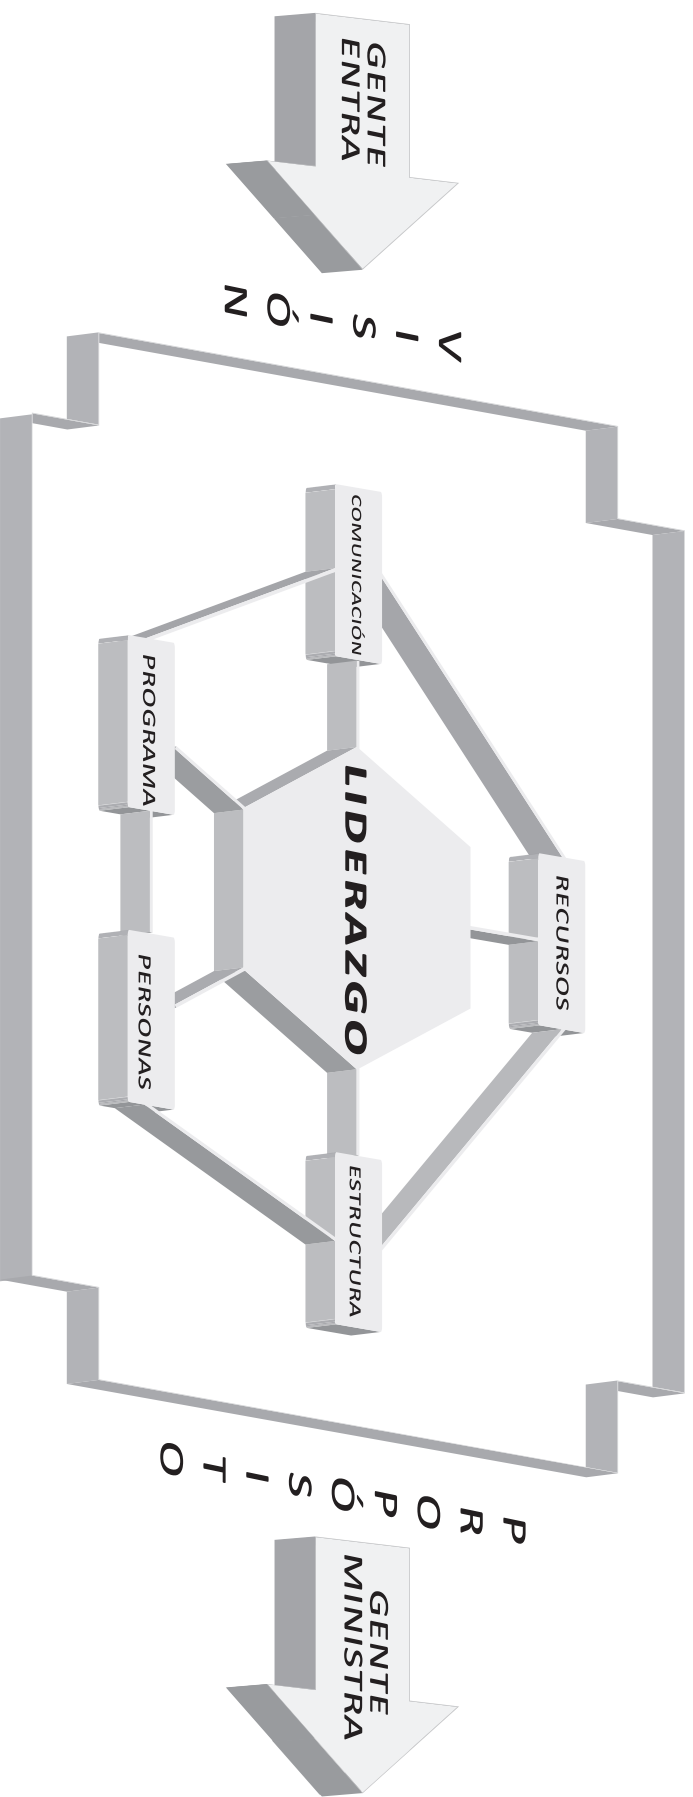 GENTE
ENTRA
VISIÓN
RECURSOS
COMUNICACIÓN
LIDERAZGO
ESTRUCTURA
PROGRAMA
PERSONAS
PROPÓSITO
GENTE
MINISTRA